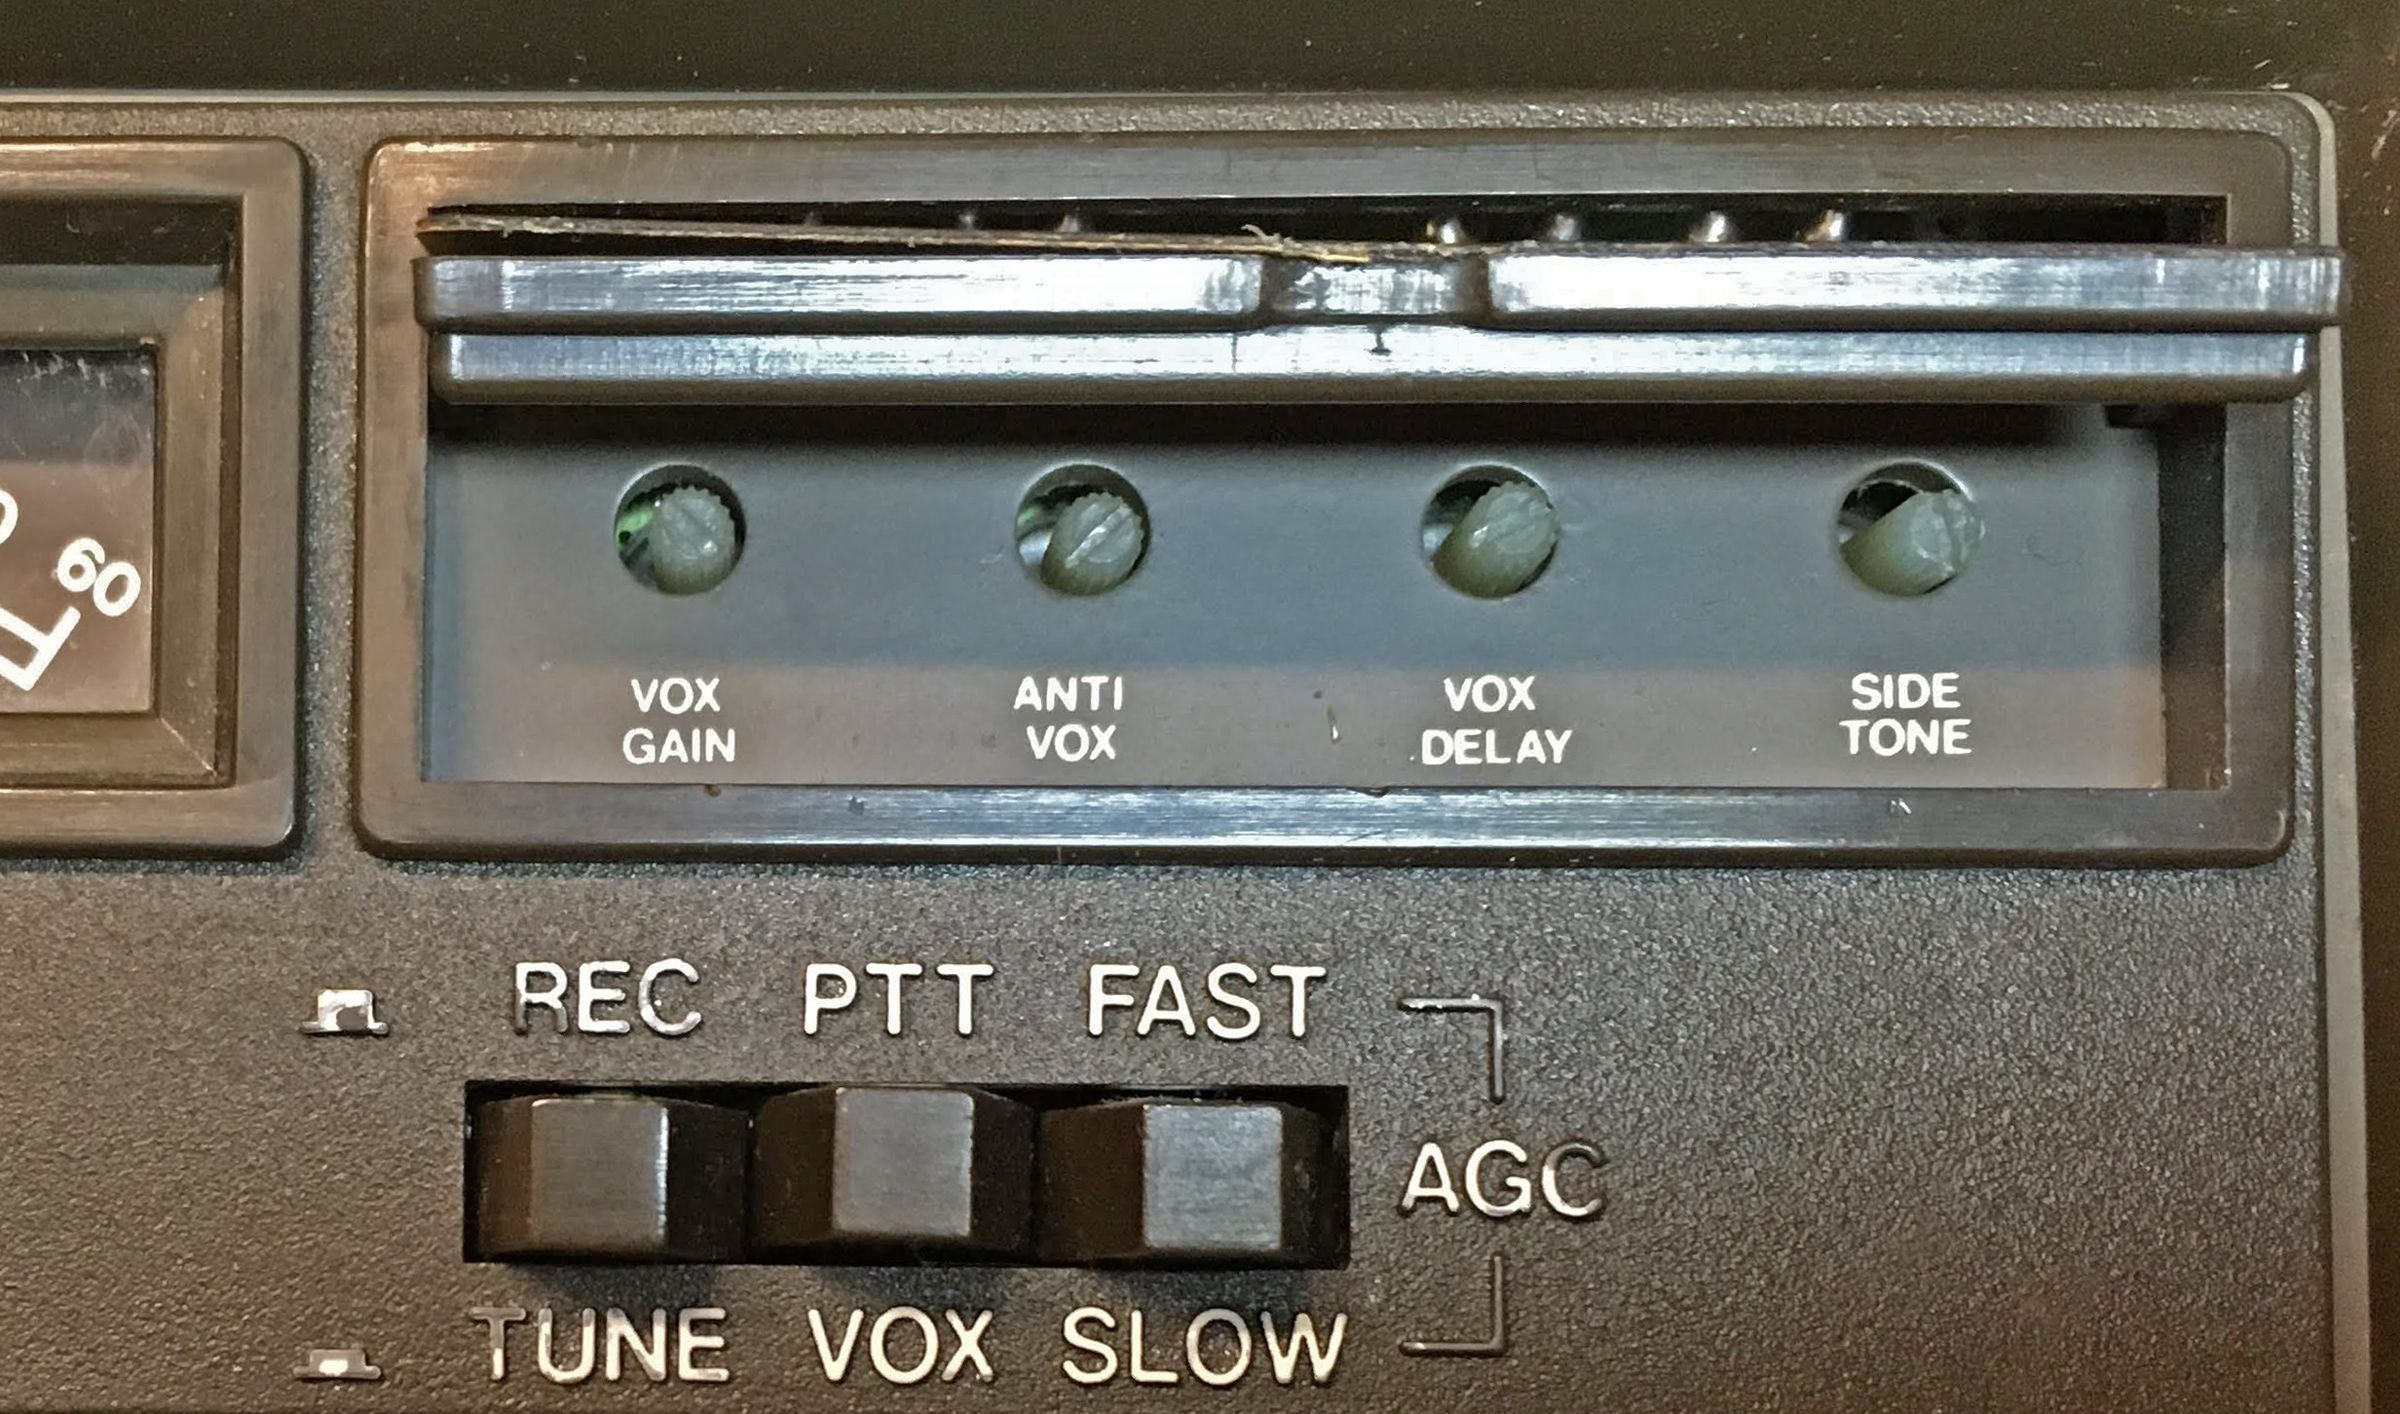 60
VOX GAIN
ANTI VOX
VOX DELAY
SIDE TONE
REC PTT FAST
AGC
TUNE VOX SLOW